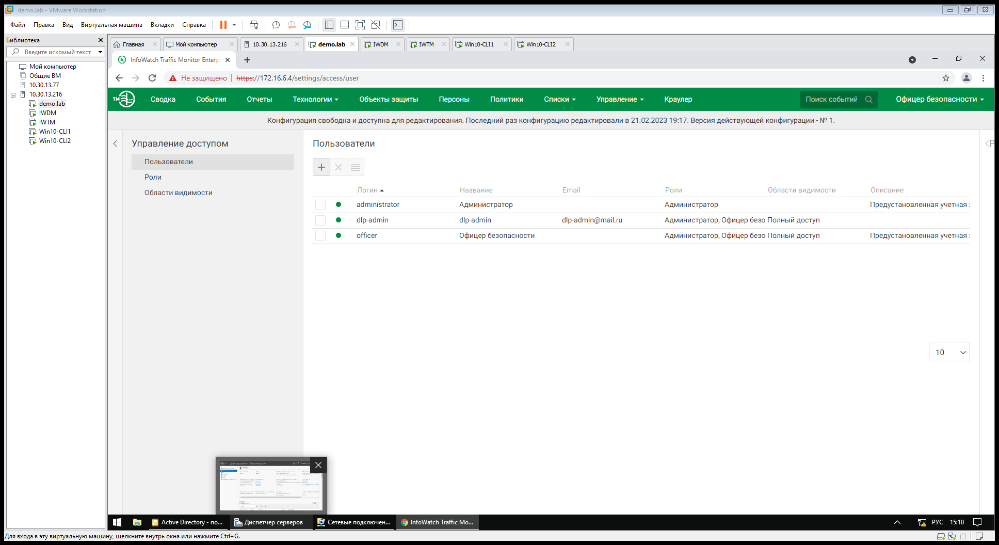 demo.lab - VMware Workstation
Файл Правка Вид Виртуальная машина Вкладки Справка
Библиотека
Введите искомый текст
Мой компьютер
Общие ВМ
10.30.13.77
10.30.13.216
demo.lab
IWDM
IWTM
Win10-CLI1
Win10-CLI2
Главная Мой компьютер 10.30.13.216 demo.lab IWDM IWTM Win10-CLI1 Win10-CLI2
InfoWatch Traffic Monitor Enterp
Не защищено https://172.16.6.4/settings/access/user
TM Сводка События Отчеты Технологии Объекты защиты Персоны Политики Списки Управление Краулер Поиск событий Офицер безопасности
Конфигурация свободна и доступна для редактирования. Последний раз конфигурацию редактировали в 21.02.2023 19:17. Версия действующей конфигурации - № 1.
Управление доступом
Пользователи
Роли
Области видимости
Пользователи
Логин Название Email Роли Области видимости Описание
administrator Администратор Администратор Предустановленная учетная
dlp-admin dlp-admin dlp-admin@mail.ru Администратор, Офицер безо Полный доступ
officer Офицер безопасности Администратор, Офицер безо Полный доступ Предустановленная учетная
10
Active Directory - по... Диспетчер серверов Сетевые подключен... InfoWatch Traffic Mo... РУС 15:10
Для входа в эту виртуальную машину, щелкните внутрь окна или нажмите Ctrl+G.